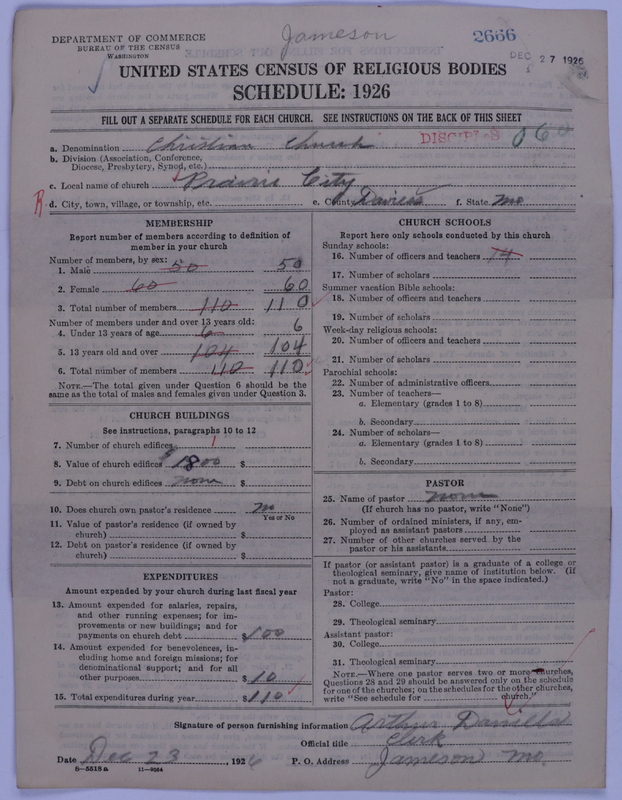 DEPARTMENT OF COMMERCE
BUREAU OF THE CENSUS
WASHINGTON
Jameson
2666
DEC 27 1926
UNITED STATES CENSUS OF RELIGIOUS BODIES
SCHEDULE: 1926
FILL OUT A SEPARATE SCHEDULE FOR EACH CHURCH. SEE INSTRUCTIONS ON THE BACK OF THIS SHEET
a. Denomination Christian Church DISCIPLES 060
b. Division (Association, Conference,
Diocese, Presbytery, Synod, etc.)
c. Local name of church Prairie City
R d. City, town, village, or township, etc. e. County Daviess f. State Mo
MEMBERSHIP
Report number of members according to definition of
member in your church
Number of members, by sex:
1. Male 50 50
2. Female 60 60
3. Total number of members 110 110
Number of members under and over 13 years old:
4. Under 13 years of age 6 6
5. 13 years old and over 104 104
6. Total number of members 110 110
NOTE.—The total given under Question 6 should be
same as the total of males and females given under Question 3.
CHURCH BUILDINGS
See instructions, paragraphs 10 to 12
7. Number of church edifices 1
8. Value of church edifices $1800 $
9. Debt on church edifices none $
10. Does church own pastor's residence no
Yes or No
11. Value of pastor's residence (if owned by
church) $
12. Debt on pastor's residence (if owned by
church) $
EXPENDITURES
Amount expended by your church during last fiscal year
13. Amount expended for salaries, repairs,
and other running expenses; for im-
provements or new buildings; and for
payments on church debt $100
14. Amount expended for benevolences, in-
cluding home and foreign missions; for
denominational support; and for all
other purposes $10
15. Total expenditures during year $110
CHURCH SCHOOLS
Report here only schools conducted by this church
Sunday schools:
16. Number of officers and teachers 14
17. Number of scholars
Summer vacation Bible schools:
18. Number of officers and teachers
19. Number of scholars
Week-day religious schools:
20. Number of officers and teachers
21. Number of scholars
Parochial schools:
22. Number of administrative officers
23. Number of teachers—
a. Elementary (grades 1 to 8)
b. Secondary
24. Number of scholars—
a. Elementary (grades 1 to 8)
b. Secondary
PASTOR
25. Name of pastor none
(If church has no pastor, write "None")
26. Number of ordained ministers, if any, em-
ployed as assistant pastors
27. Number of other churches served by the
pastor or his assistants
If pastor (or assistant pastor) is a graduate of a college or
theological seminary, give name of institution below. (If
not a graduate, write "No" in the space indicated.)
Pastor:
28. College
29. Theological seminary
Assistant pastor:
30. College
31. Theological seminary
NOTE.—Where one pastor serves two or more churches,
Questions 28 and 29 should be answered only on the schedule
for one of the churches; on the schedules for the other churches,
write "See schedule for church."
Signature of person furnishing information Arthur Daniells
Official title Clerk
Date Dec 23, 1926 P. O. Address Jameson Mo.
8—5518a 11—9054